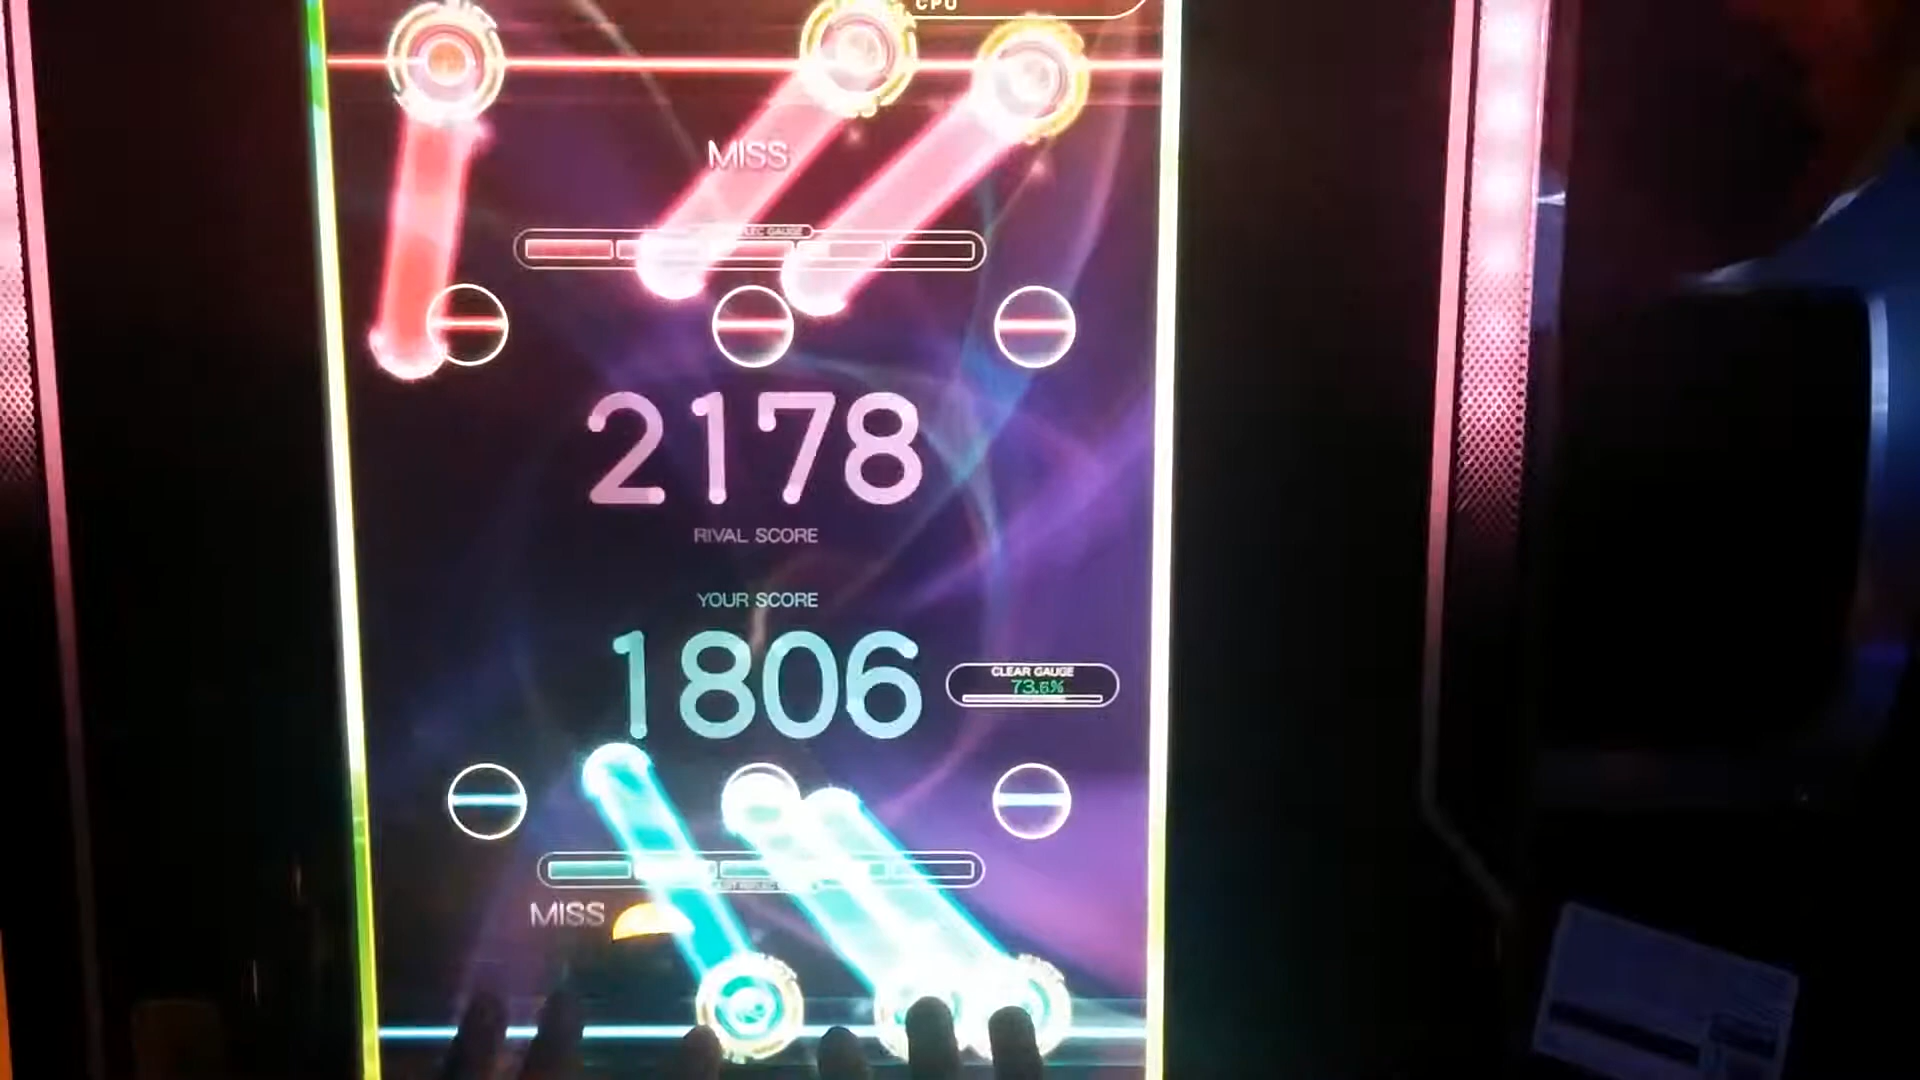 CPU
MISS
2178
RIVAL SCORE
YOUR SCORE
1806
CLEAR GAUGE
73.6%
MISS